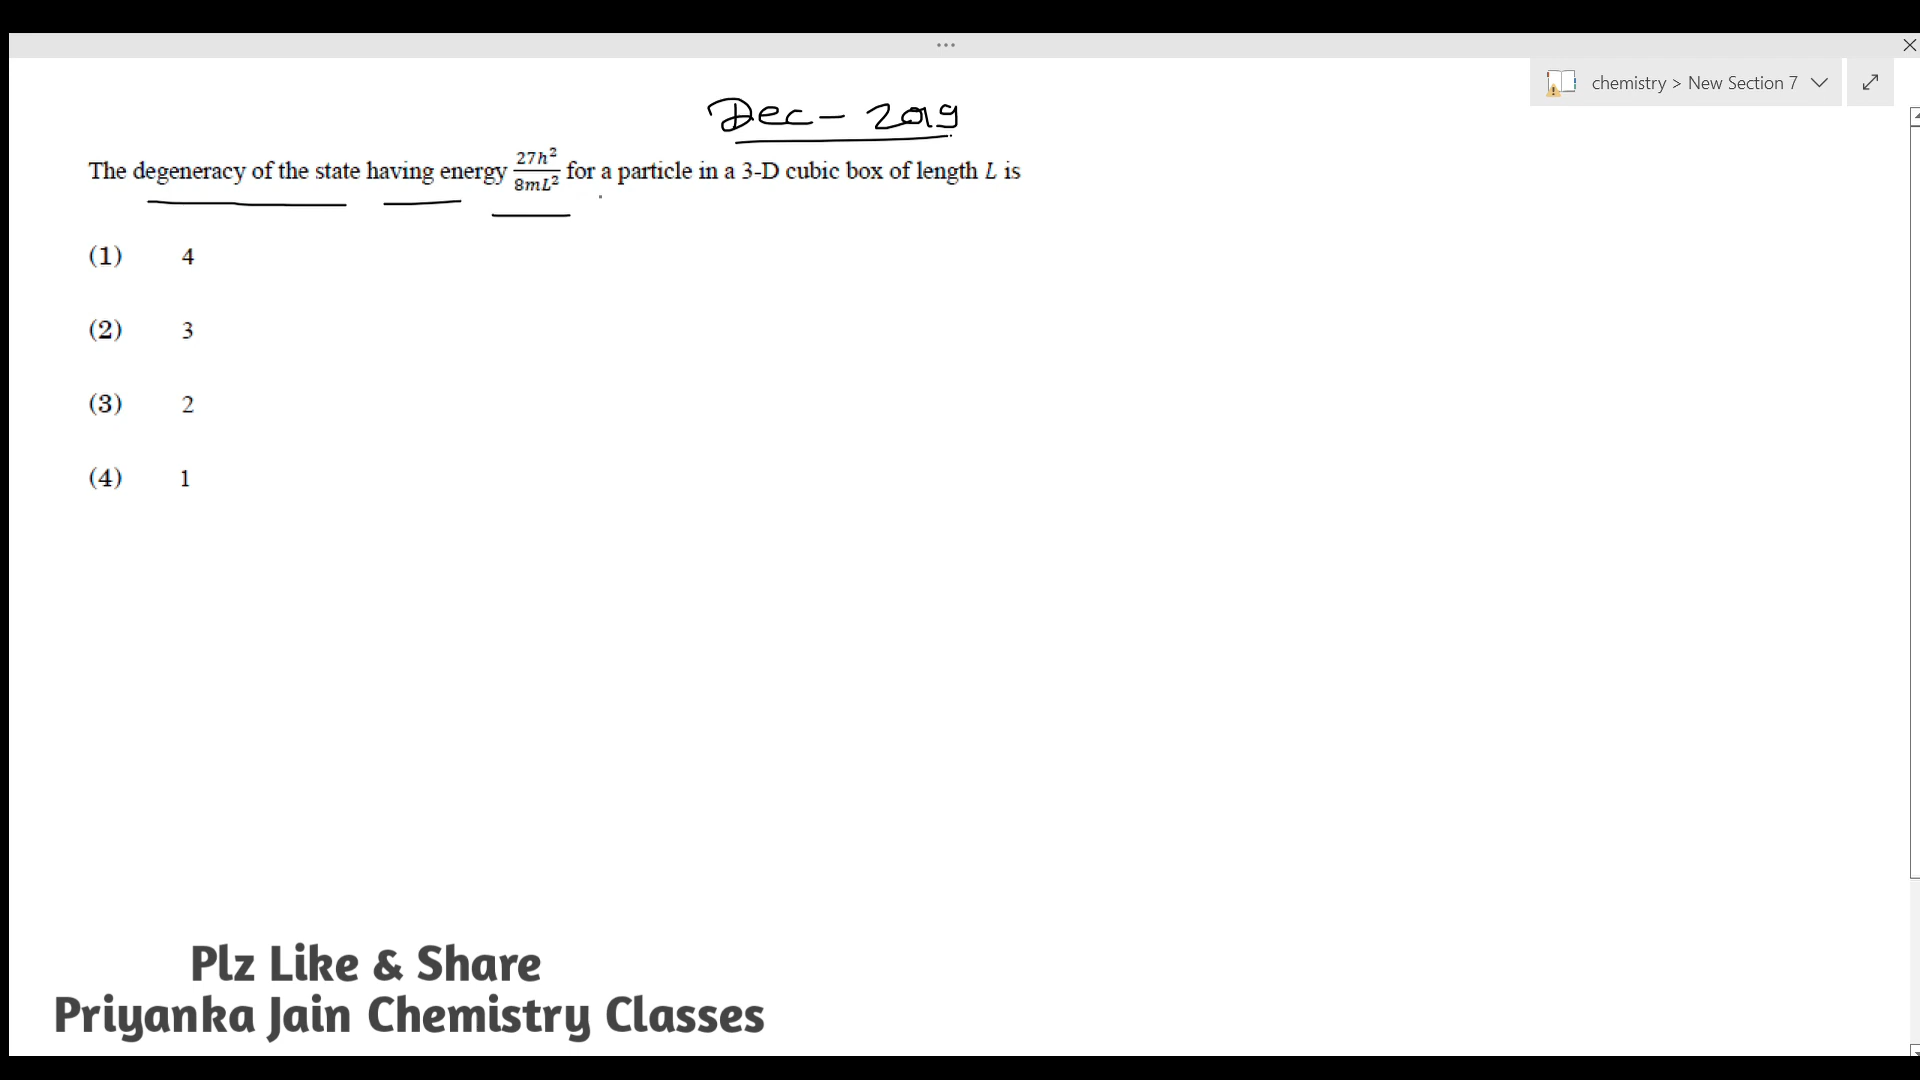 chemistry > New Section 7
Dec - 2019
The degeneracy of the state having energy 27h²/8mL² for a particle in a 3-D cubic box of length L is
(1) 4
(2) 3
(3) 2
(4) 1
Plz Like & Share
Priyanka Jain Chemistry Classes